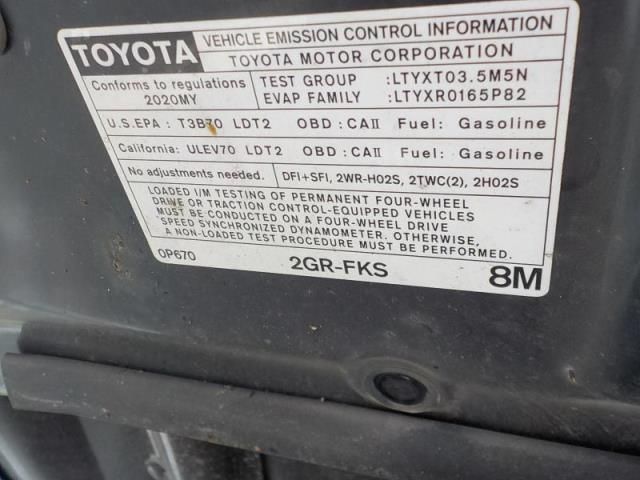 TOYOTA
VEHICLE EMISSION CONTROL INFORMATION
TOYOTA MOTOR CORPORATION
Conforms to regulations
2020MY
TEST GROUP :LTYXT03.5M5N
EVAP FAMILY :LTYXR0165P82
U.S.EPA : T3B70 LDT2 OBD:CAII Fuel: Gasoline
California: ULEV70 LDT2 OBD:CAII Fuel: Gasoline
No adjustments needed. DFI+SFI, 2WR-HO2S, 2TWC(2), 2HO2S
LOADED I/M TESTING OF PERMANENT FOUR-WHEEL
DRIVE OR TRACTION CONTROL-EQUIPPED VEHICLES
MUST BE CONDUCTED ON A FOUR-WHEEL DRIVE
SPEED SYNCHRONIZED DYNAMOMETER. OTHERWISE,
A NON-LOADED TEST PROCEDURE MUST BE PERFORMED.
0P670 2GR-FKS 8M